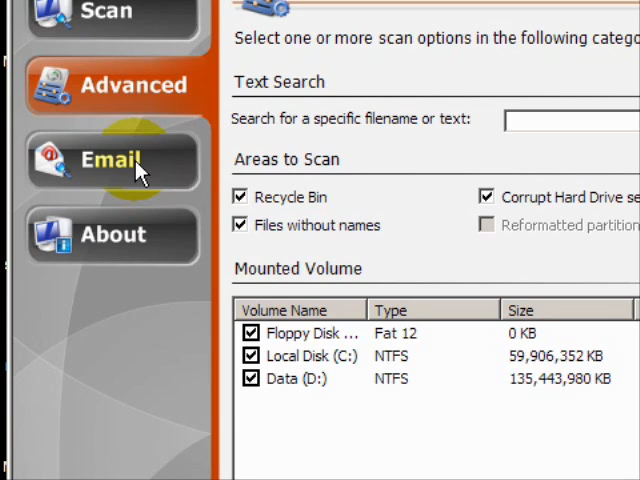 Scan
Advanced
Email
About
Select one or more scan options in the following catego
Text Search
Search for a specific filename or text:
Areas to Scan
Recycle Bin
Corrupt Hard Drive se
Files without names
Reformatted partition
Mounted Volume
Volume Name Type Size
Floppy Disk ... Fat 12 0 KB
Local Disk (C:) NTFS 59,906,352 KB
Data (D:) NTFS 135,443,980 KB